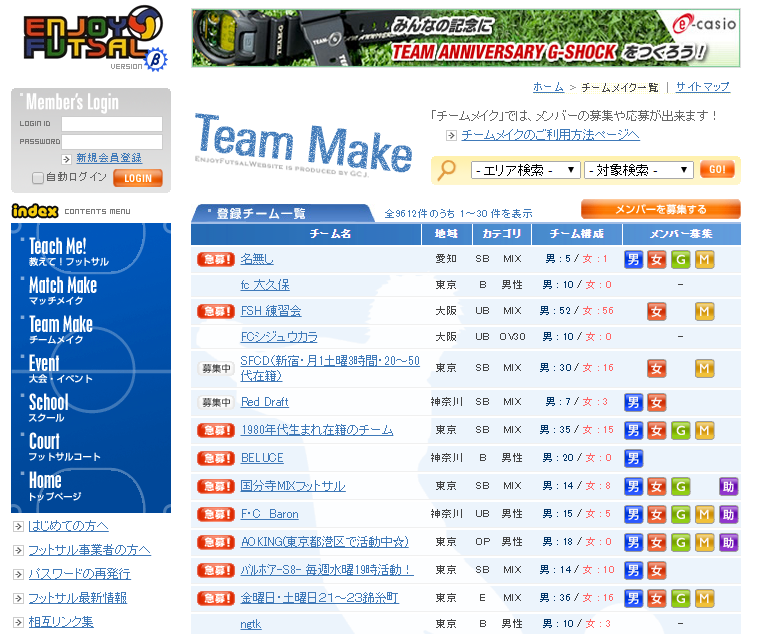 ENJOY
FUTSAL
VERSION β
みんなの記念に
e-casio
TEAM ANNIVERSARY G-SHOCK をつくろう!
ホーム > チームメイク一覧 | サイトマップ
Member's Login
LOGIN ID
PASSWORD
新規会員登録
自動ログイン LOGIN
Team Make
ENJOYFUTSALWEBSITE IS PRODUCED BY GCJ.
「チームメイク」では、メンバーの募集や応募が出来ます！
チームメイクのご利用方法ページへ
- エリア検索 - - 対象検索 - GO!
index CONTENTS MENU
Teach Me!
教えて！フットサル
Match Make
マッチメイク
Team Make
チームメイク
Event
大会・イベント
School
スクール
Court
フットサルコート
Home
トップページ
はじめての方へ
フットサル事業者の方へ
パスワードの再発行
フットサル最新情報
相互リンク集
登録チーム一覧 全9612件のうち 1～30 件を表示 メンバーを募集する
チーム名 地域 カテゴリ チーム構成 メンバー募集
急募! 名無し 愛知 SB MIX 男：5 / 女：1 男 女 G M
fc 大久保 東京 B 男性 男：10 / 女：0 -
急募! FSH 練習会 大阪 UB MIX 男：52 / 女：56 女 M
FCシジュウカラ 大阪 UB OV30 男：10 / 女：0 -
募集中 SFCD（新宿・月1土曜3時間・20～50代在籍） 東京 SB MIX 男：30 / 女：16 女 M
募集中 Red Draft 神奈川 SB MIX 男：7 / 女：3 男 女
急募! 1980年代生まれ在籍のチーム 東京 SB MIX 男：35 / 女：15 男 女 G M
急募! BELUCE 神奈川 B 男性 男：20 / 女：0 男
急募! 国分寺MIXフットサル 東京 SB MIX 男：14 / 女：8 男 女 G 助
急募! F・C Baron 神奈川 UB 男性 男：15 / 女：5 男 女 G M 助
急募! AOKING(東京都港区で活動中☆) 東京 OP 男性 男：18 / 女：0 男 女 G M 助
急募! バルボア-S8- 毎週水曜19時活動！ 東京 SB MIX 男：14 / 女：10 男 女
急募! 金曜日・土曜日２１～２３錦糸町 東京 E MIX 男：36 / 女：16 男 女 G M
ngtk 東京 B 男性 男：10 / 女：3 -